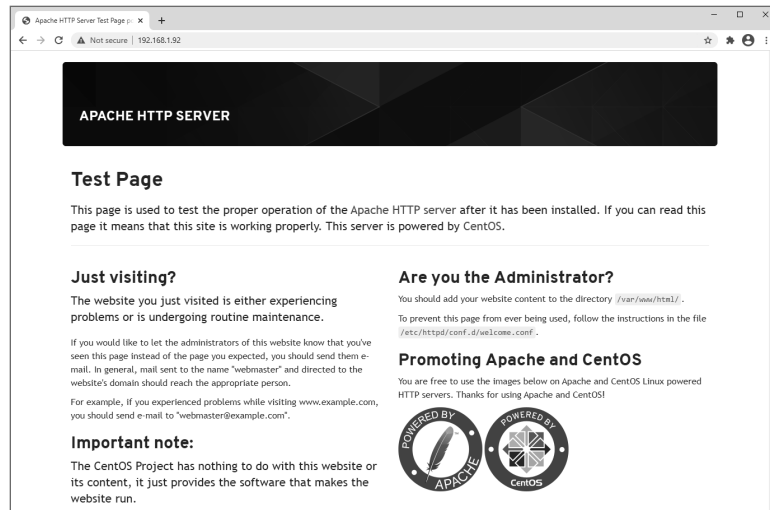 Apache HTTP Server Test Page p
Not secure | 192.168.1.92
APACHE HTTP SERVER
Test Page
This page is used to test the proper operation of the Apache HTTP server after it has been installed. If you can read this
page it means that this site is working properly. This server is powered by CentOS.
Just visiting?
The website you just visited is either experiencing
problems or is undergoing routine maintenance.
If you would like to let the administrators of this website know that you've
seen this page instead of the page you expected, you should send them e-
mail. In general, mail sent to the name "webmaster" and directed to the
website's domain should reach the appropriate person.
For example, if you experienced problems while visiting www.example.com,
you should send e-mail to "webmaster@example.com".
Important note:
The CentOS Project has nothing to do with this website or
its content, it just provides the software that makes the
website run.
Are you the Administrator?
You should add your website content to the directory /var/www/html/ .
To prevent this page from ever being used, follow the instructions in the file
/etc/httpd/conf.d/welcome.conf .
Promoting Apache and CentOS
You are free to use the images below on Apache and CentOS Linux powered
HTTP servers. Thanks for using Apache and CentOS!
POWERED BY
APACHE
POWERED BY
CentOS